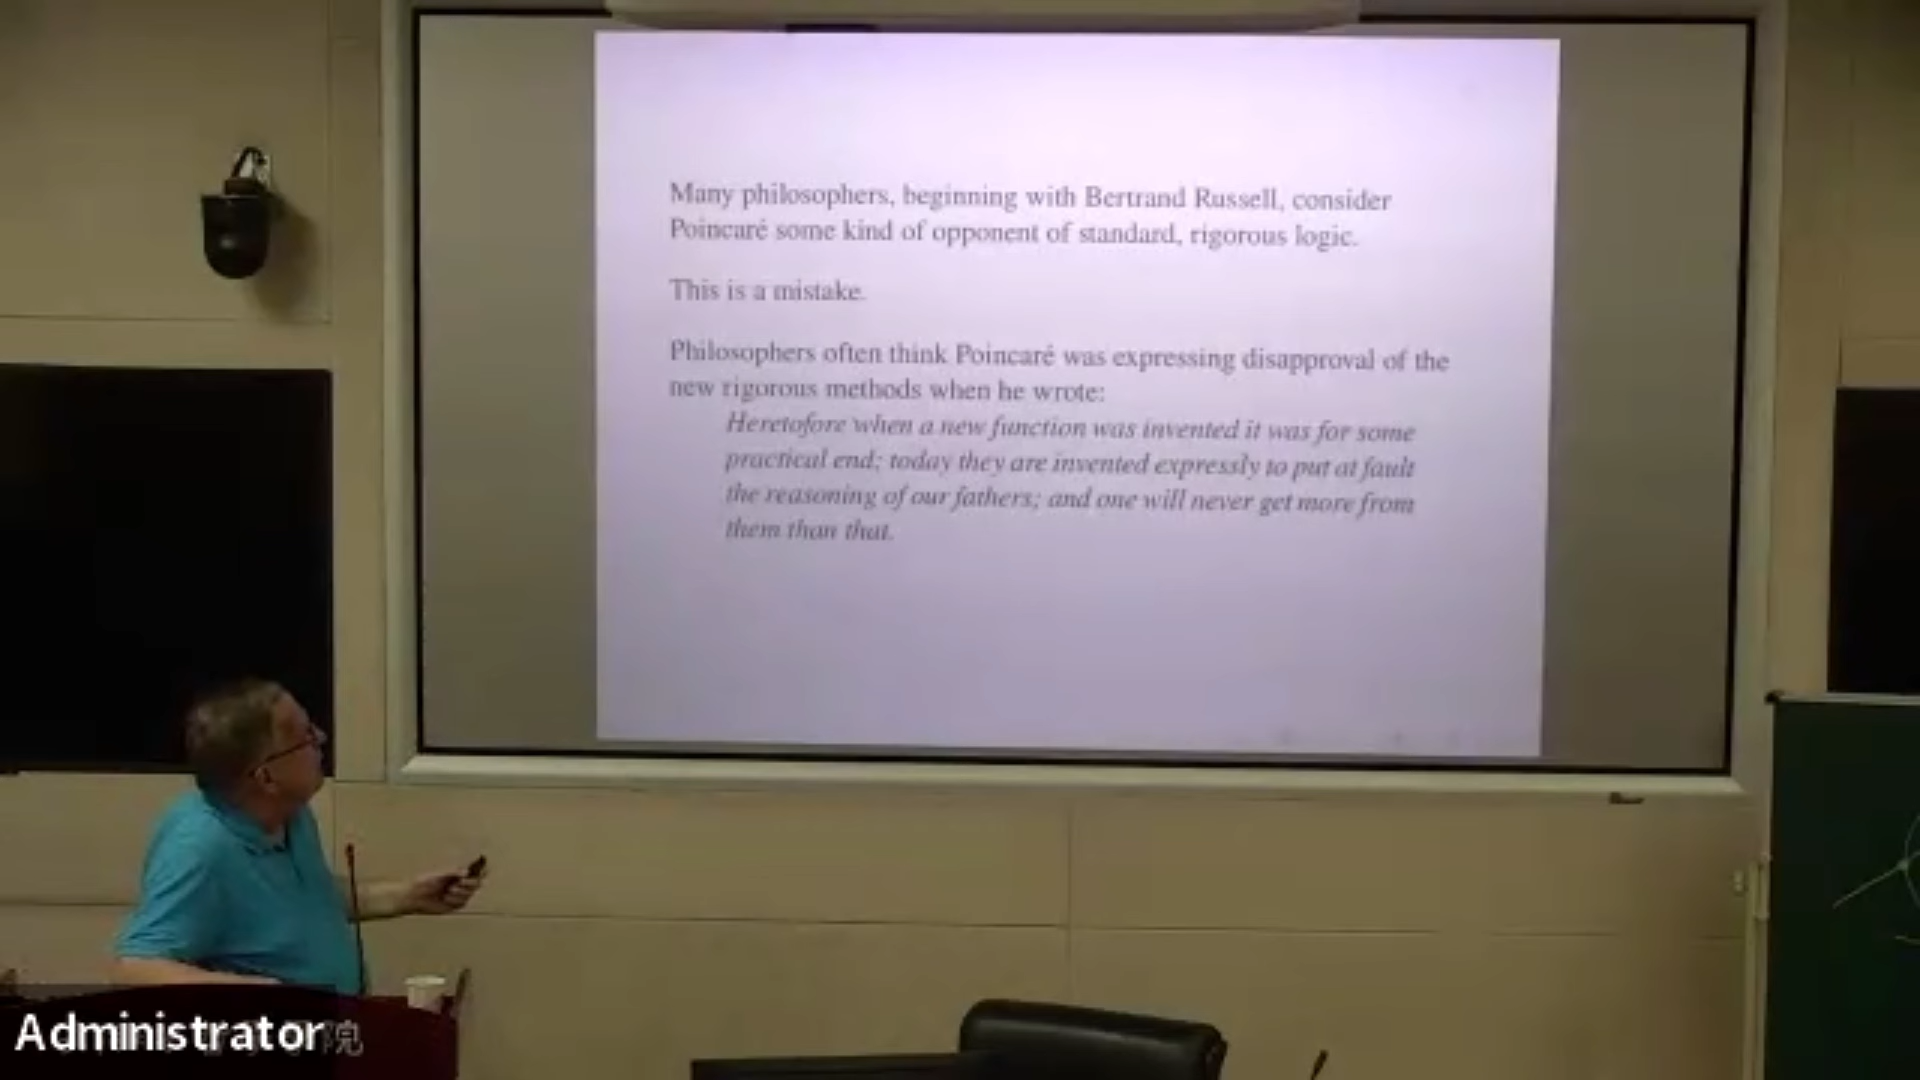 Many philosophers, beginning with Bertrand Russell, consider
Poincaré some kind of opponent of standard, rigorous logic.
This is a mistake.
Philosophers often think Poincaré was expressing disapproval of the
new rigorous methods when he wrote:
Heretofore when a new function was invented it was for some
practical end; today they are invented expressly to put at fault
the reasoning of our fathers; and one will never get more from
them than that.
Administrator
院